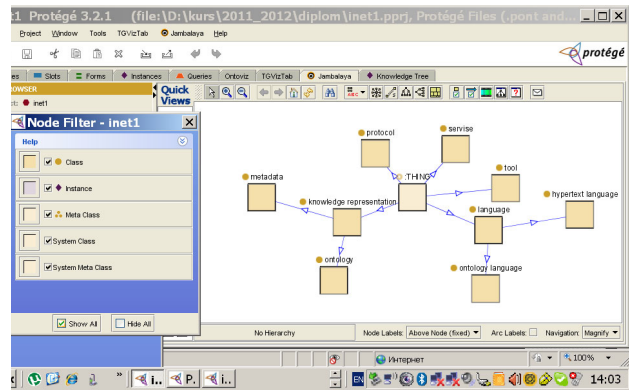 :1 Protégé 3.2.1 (file:\D:\kurs\2011_2012\diplom\inet1.pprj, Protégé Files (.pont and...
Project Window Tools TGVizTab Jambalaya Help
protégé
es Slots Forms Instances Queries Ontoviz TGVizTab Jambalaya Knowledge Tree
OWSER
ct: inet1
Quick
Views
Node Filter - inet1
Help
Class
Instance
Meta Class
System Class
System Meta Class
Show All Hide All
protocol
servise
:THING
tool
metadata
knowledge representation
language
hypertext language
ontology
ontology language
No Hierarchy Node Labels: Above Node (fixed) Arc Labels: Navigation: Magnify
Интернет
100%
i.. P. i..
EN
14:03